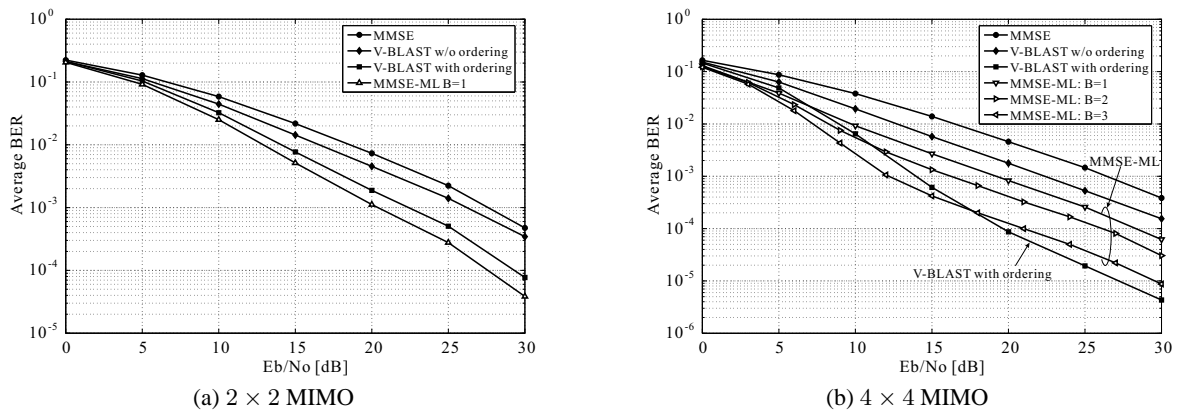 10^0
10^-1
10^-2
10^-3
10^-4
10^-5
Average BER
0 5 10 15 20 25 30
Eb/No [dB]
MMSE
V-BLAST w/o ordering
V-BLAST with ordering
MMSE-ML B=1
(a) 2 × 2 MIMO
10^0
10^-1
10^-2
10^-3
10^-4
10^-5
10^-6
Average BER
0 5 10 15 20 25 30
Eb/No [dB]
MMSE
V-BLAST w/o ordering
V-BLAST with ordering
MMSE-ML: B=1
MMSE-ML: B=2
MMSE-ML: B=3
MMSE-ML
V-BLAST with ordering
(b) 4 × 4 MIMO